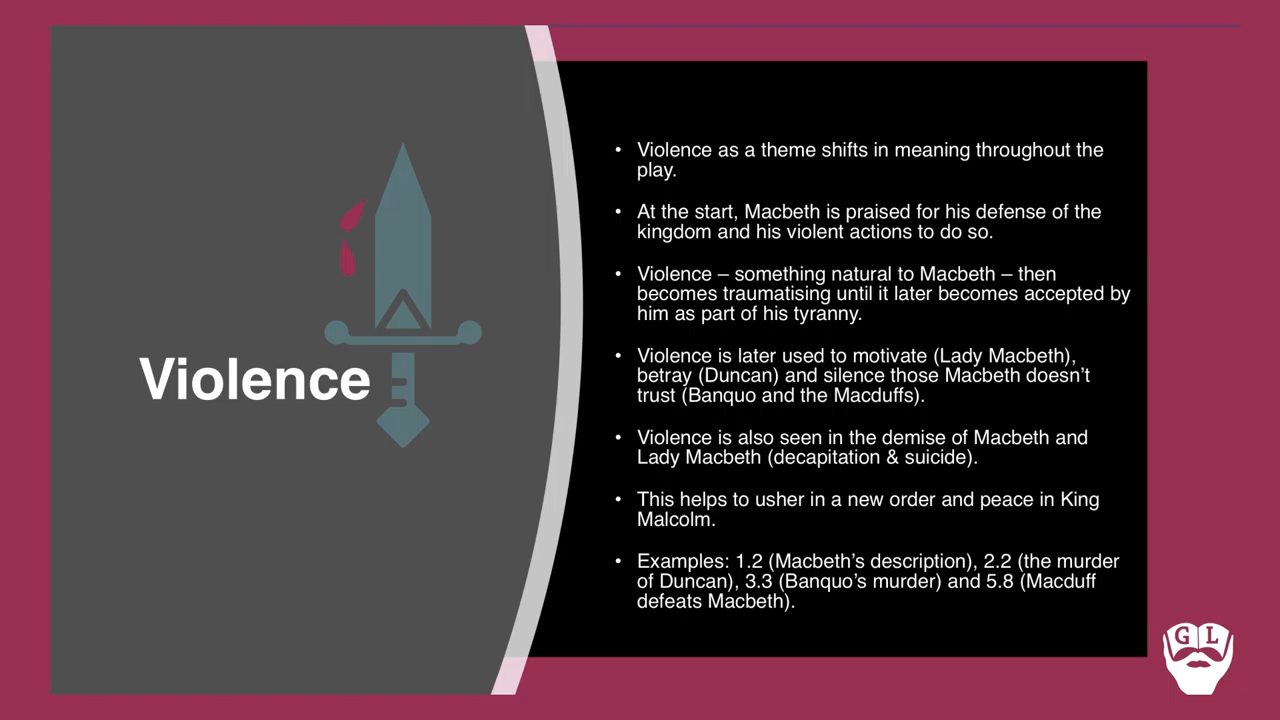 Violence
• Violence as a theme shifts in meaning throughout the
play.
• At the start, Macbeth is praised for his defense of the
kingdom and his violent actions to do so.
• Violence – something natural to Macbeth – then
becomes traumatising until it later becomes accepted by
him as part of his tyranny.
• Violence is later used to motivate (Lady Macbeth),
betray (Duncan) and silence those Macbeth doesn’t
trust (Banquo and the Macduffs).
• Violence is also seen in the demise of Macbeth and
Lady Macbeth (decapitation & suicide).
• This helps to usher in a new order and peace in King
Malcolm.
• Examples: 1.2 (Macbeth’s description), 2.2 (the murder
of Duncan), 3.3 (Banquo’s murder) and 5.8 (Macduff
defeats Macbeth).
G L